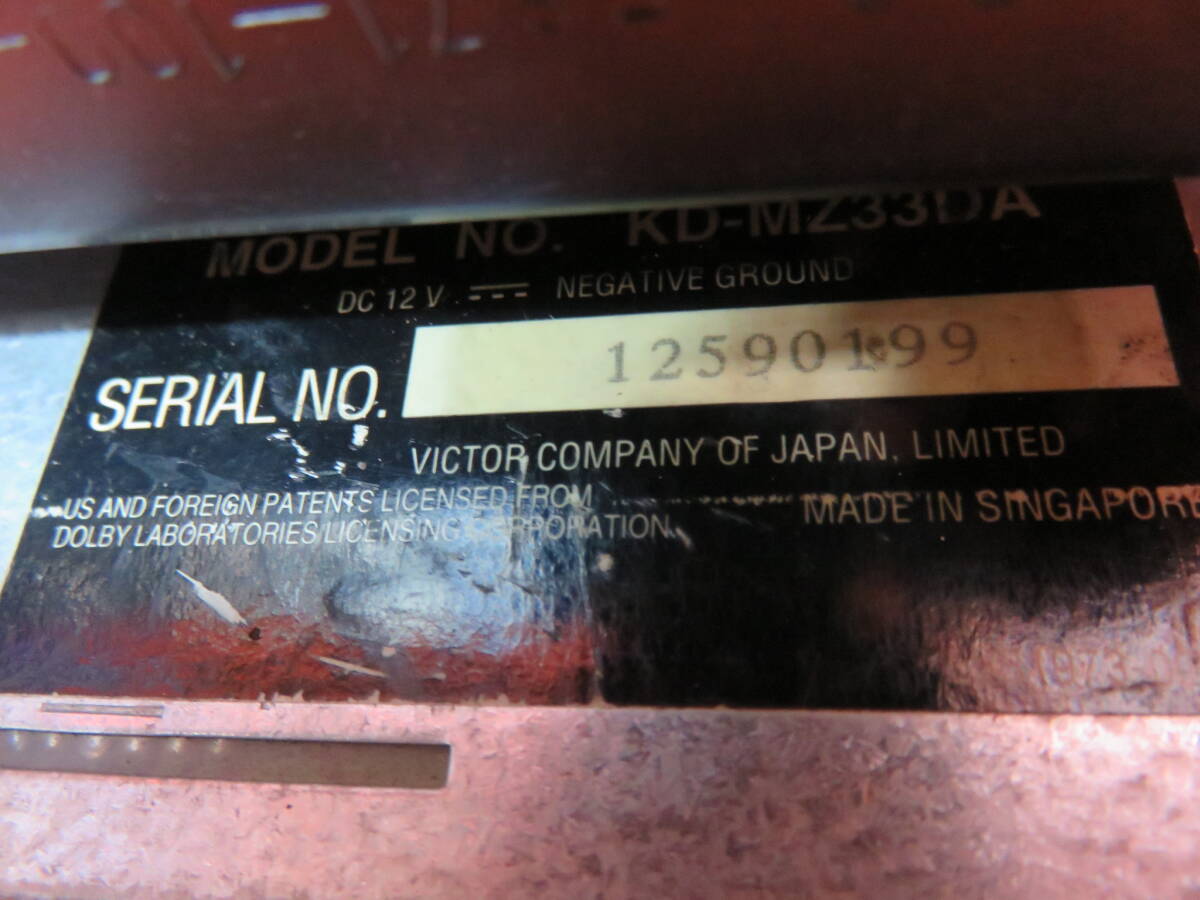 MODEL NO. KD-MZ33DA
DC 12 V NEGATIVE GROUND
SERIAL NO. 12590199
VICTOR COMPANY OF JAPAN, LIMITED
US AND FOREIGN PATENTS LICENSED FROM
DOLBY LABORATORIES LICENSING CORPORATION.
MADE IN SINGAPORE